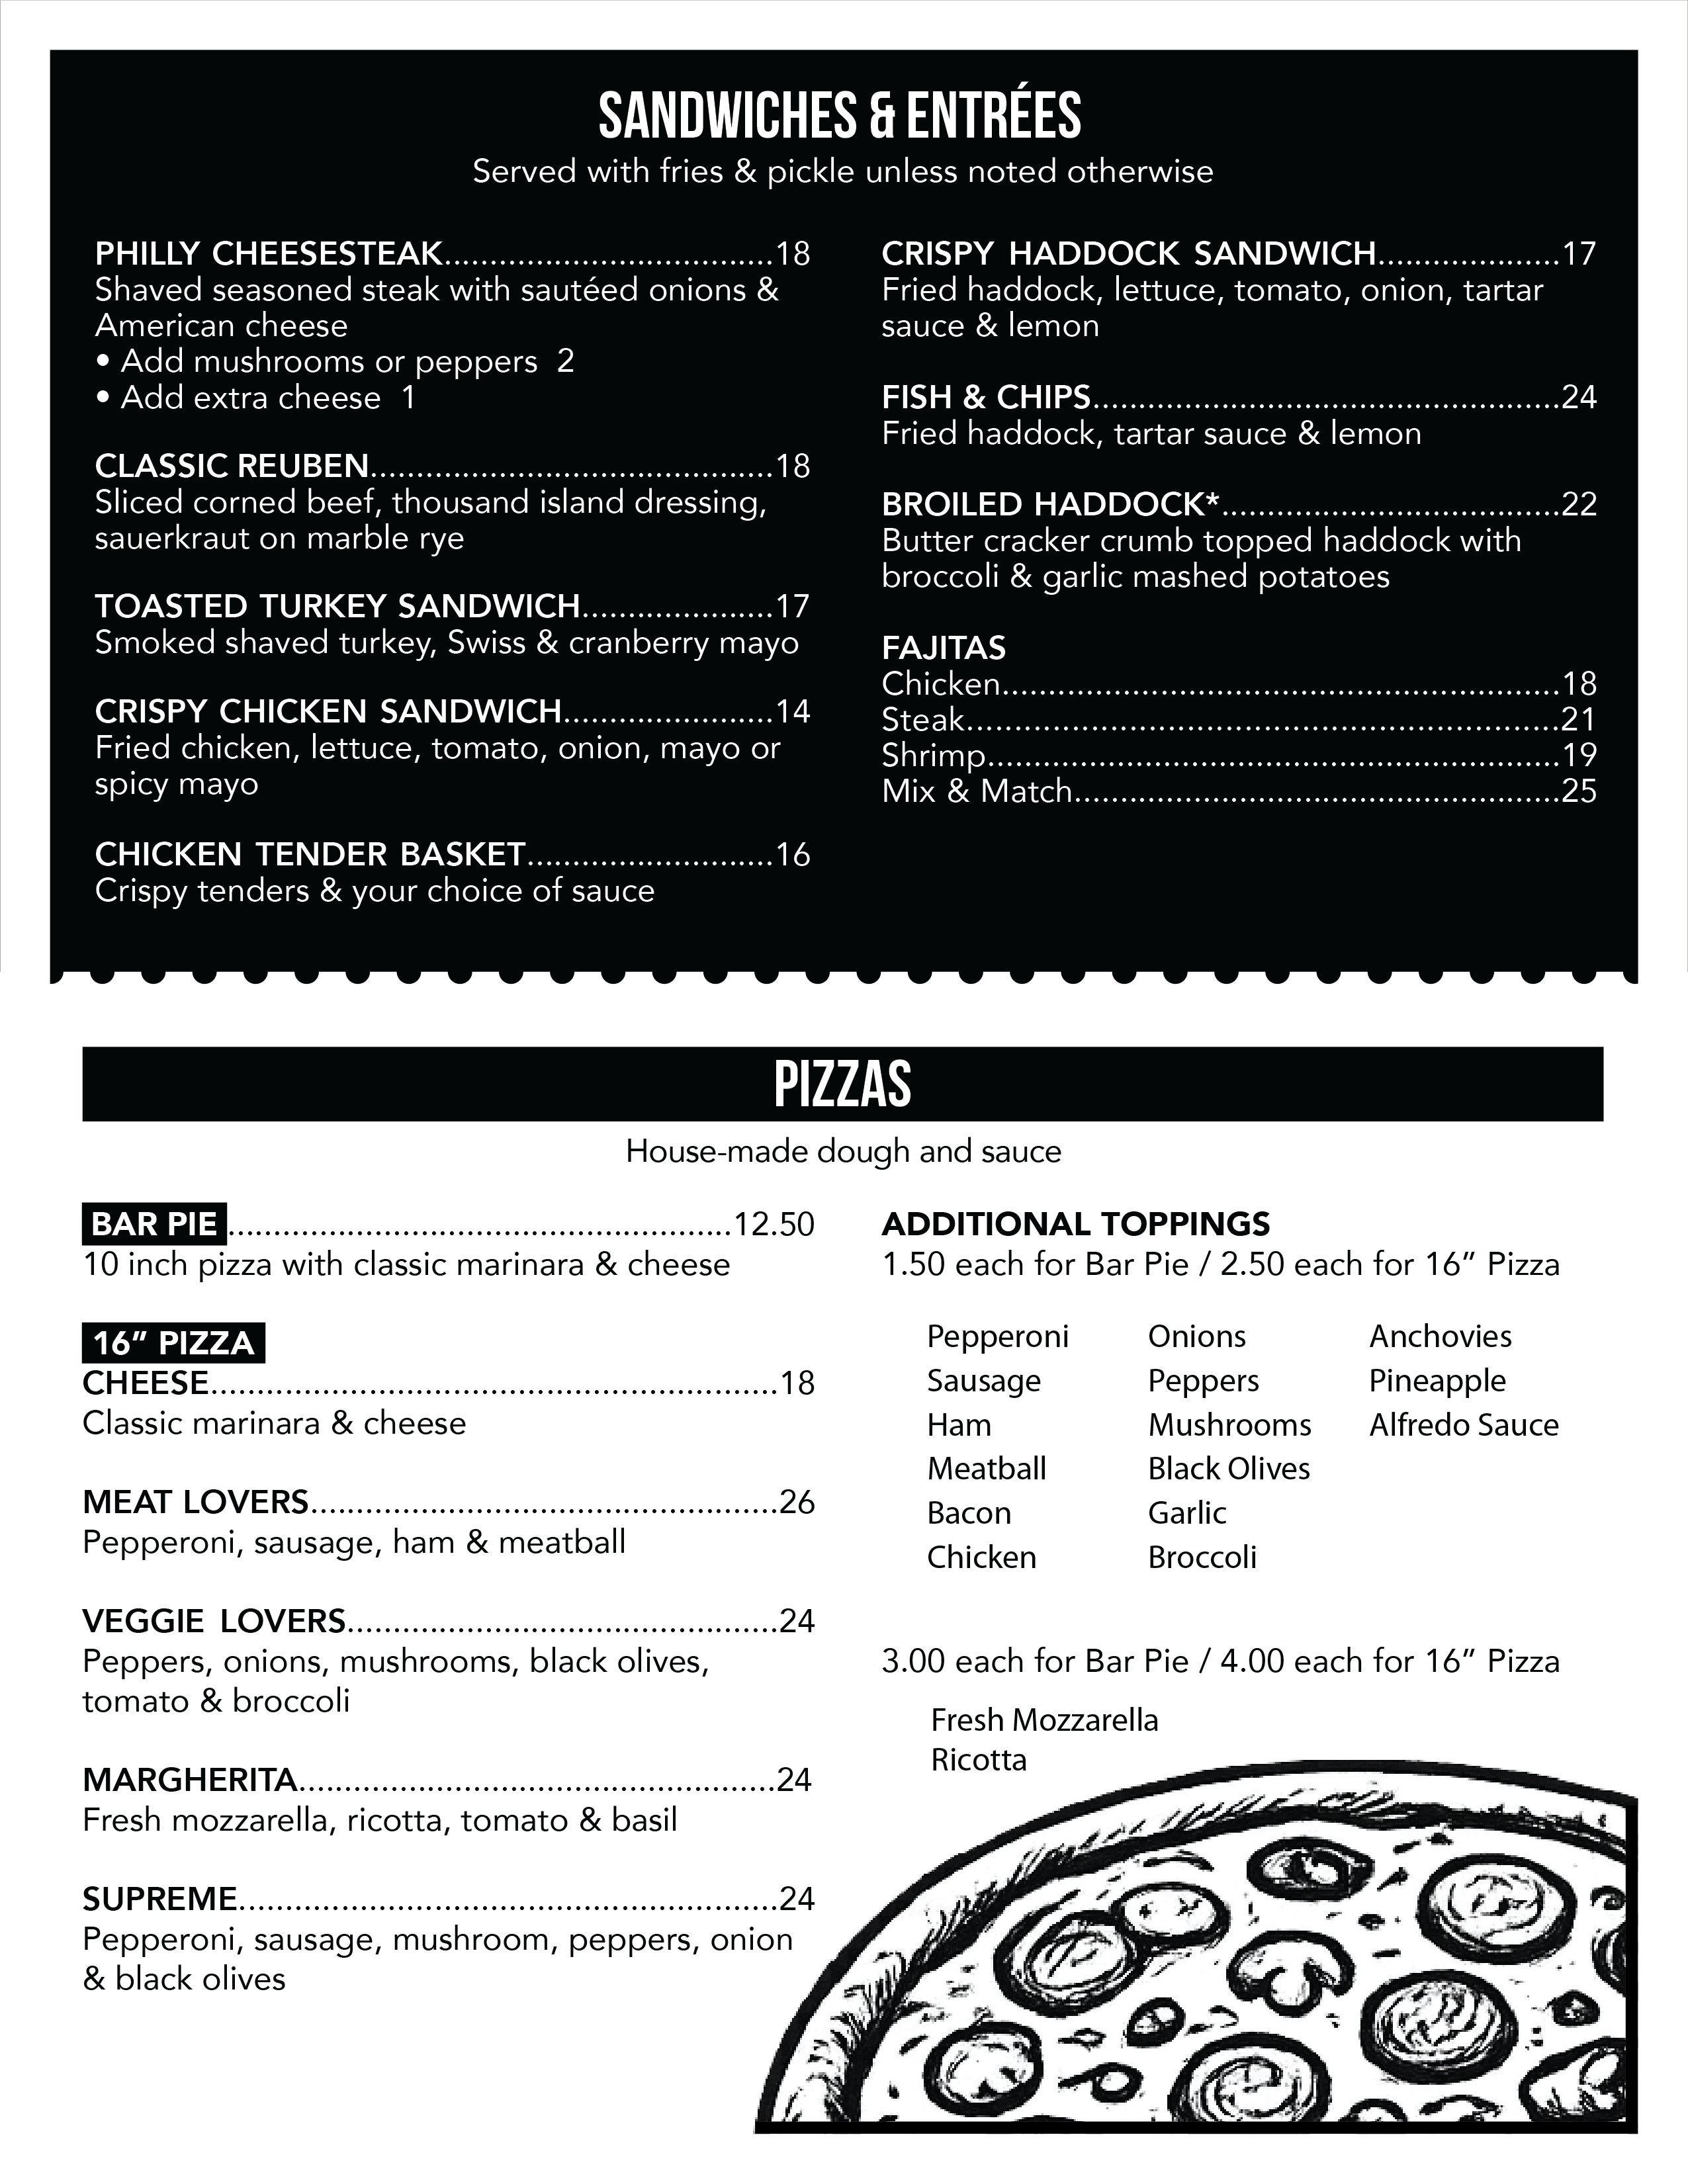 SANDWICHES & ENTRÉES
Served with fries & pickle unless noted otherwise
PHILLY CHEESESTEAK....................................18
Shaved seasoned steak with sautéed onions &
American cheese
• Add mushrooms or peppers 2
• Add extra cheese 1
CLASSIC REUBEN............................................18
Sliced corned beef, thousand island dressing,
sauerkraut on marble rye
TOASTED TURKEY SANDWICH.....................17
Smoked shaved turkey, Swiss & cranberry mayo
CRISPY CHICKEN SANDWICH.......................14
Fried chicken, lettuce, tomato, onion, mayo or
spicy mayo
CHICKEN TENDER BASKET...........................16
Crispy tenders & your choice of sauce
CRISPY HADDOCK SANDWICH....................17
Fried haddock, lettuce, tomato, onion, tartar
sauce & lemon
FISH & CHIPS...................................................24
Fried haddock, tartar sauce & lemon
BROILED HADDOCK*.....................................22
Butter cracker crumb topped haddock with
broccoli & garlic mashed potatoes
FAJITAS
Chicken.............................................................18
Steak.................................................................21
Shrimp...............................................................19
Mix & Match.....................................................25
PIZZAS
House-made dough and sauce
BAR PIE.......................................................12.50
10 inch pizza with classic marinara & cheese
16” PIZZA
CHEESE..............................................................18
Classic marinara & cheese
MEAT LOVERS...................................................26
Pepperoni, sausage, ham & meatball
VEGGIE LOVERS...............................................24
Peppers, onions, mushrooms, black olives,
tomato & broccoli
MARGHERITA....................................................24
Fresh mozzarella, ricotta, tomato & basil
SUPREME...........................................................24
Pepperoni, sausage, mushroom, peppers, onion
& black olives
ADDITIONAL TOPPINGS
1.50 each for Bar Pie / 2.50 each for 16” Pizza
Pepperoni Onions Anchovies
Sausage Peppers Pineapple
Ham Mushrooms Alfredo Sauce
Meatball Black Olives
Bacon Garlic
Chicken Broccoli
3.00 each for Bar Pie / 4.00 each for 16” Pizza
Fresh Mozzarella
Ricotta